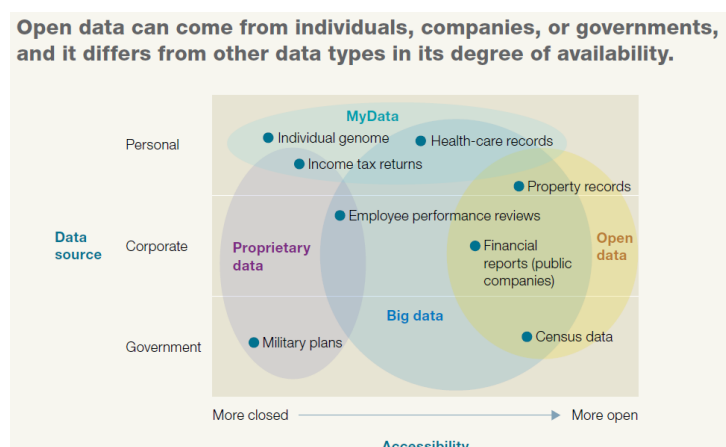 Open data can come from individuals, companies, or governments,
and it differs from other data types in its degree of availability.
MyData
Personal
Individual genome
Health-care records
Income tax returns
Property records
Employee performance reviews
Data
source
Corporate
Proprietary
data
Financial
reports (public
companies)
Open
data
Big data
Government
Military plans
Census data
More closed
More open
Accessibility